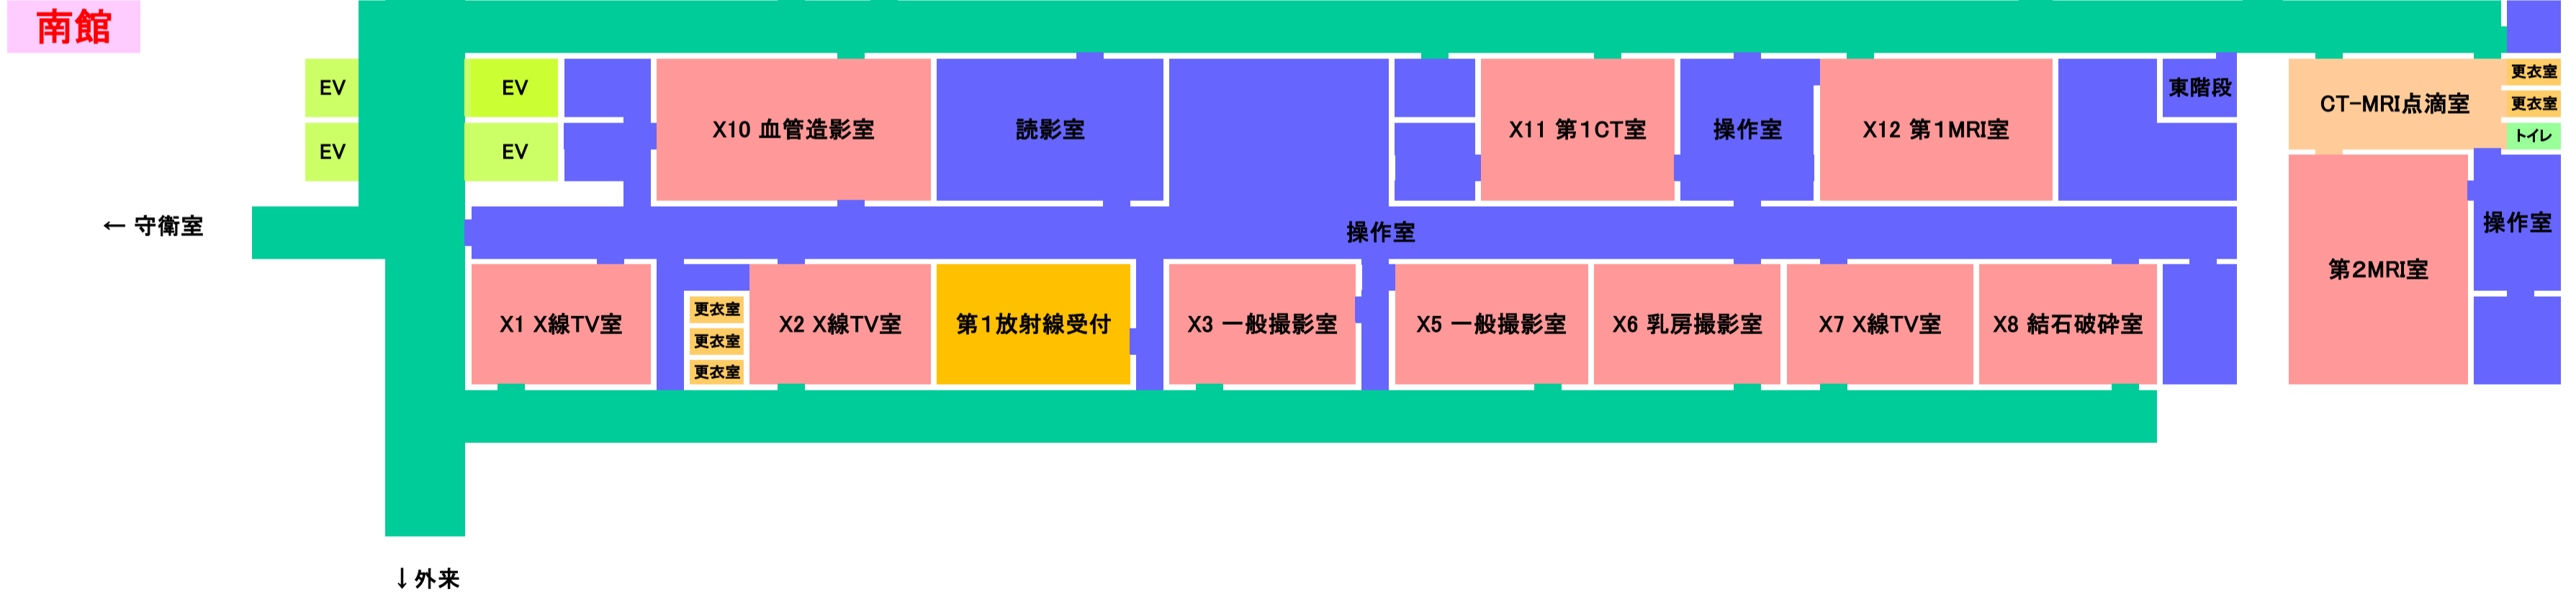 南館
EV
EV
東階段
更衣室
EV
EV
X10 血管造影室
読影室
X11 第1CT室
操作室
X12 第1MRI室
CT-MRI点滴室
更衣室
トイレ
← 守衛室
操作室
操作室
第2MRI室
X1 X線TV室
更衣室
更衣室
更衣室
X2 X線TV室
第1放射線受付
X3 一般撮影室
X5 一般撮影室
X6 乳房撮影室
X7 X線TV室
X8 結石破砕室
↓外来